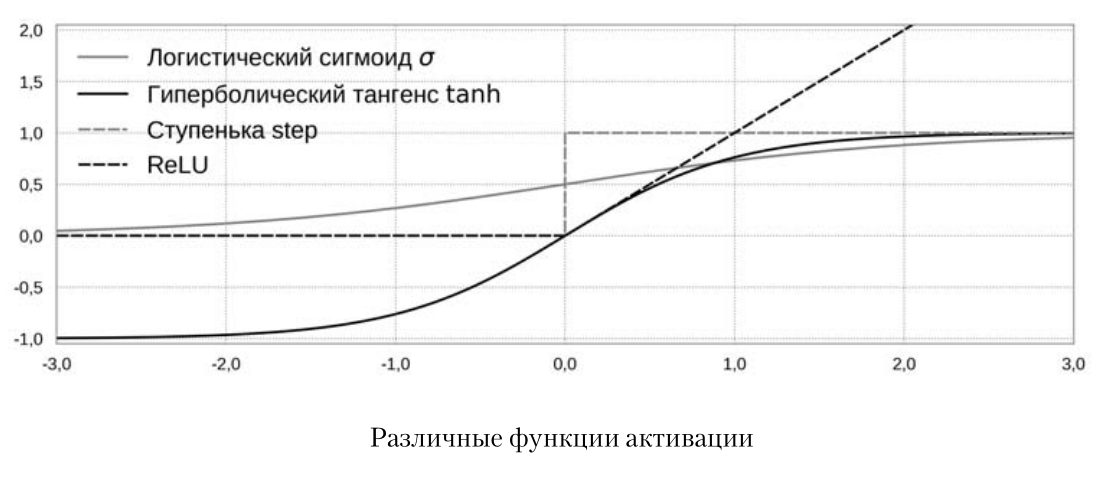 2,0
1,5
1,0
0,5
0,0
-0,5
-1,0
Логистический сигмоид σ
Гиперболический тангенс tanh
Ступенька step
ReLU
-3,0 -2,0 -1,0 0,0 1,0 2,0 3,0
Различные функции активации